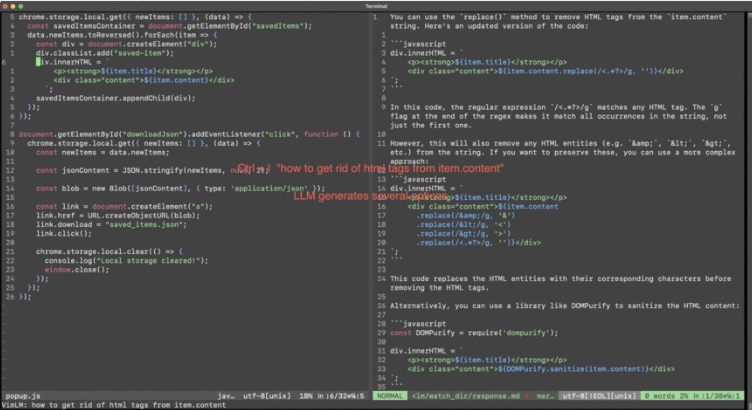 Terminal
5 chrome.storage.local.get({ newItems: [] }, (data) => {
4   const savedItemsContainer = document.getElementById("savedItems");
3   data.newItems.toReversed().forEach(item => {
2     const div = document.createElement("div");
1     div.classList.add("saved-item");
6     div.innerHTML = `
1       <p><strong>${item.title}</strong></p>
2       <div class="content">${item.content}</div>
3     `;
4     savedItemsContainer.appendChild(div);
5   });
6 });
7
8 document.getElementById("downloadJson").addEventListener("click", function () {
9   chrome.storage.local.get({ newItems: [] }, (data) => {
10     const newItems = data.newItems;
11
12     const jsonContent = JSON.stringify(newItems, null, 2);
13
14     const blob = new Blob([jsonContent], { type: 'application/json' });
15
16     const link = document.createElement("a");
17     link.href = URL.createObjectURL(blob);
18     link.download = "saved_items.json";
19     link.click();
20
21     chrome.storage.local.clear(() => {
22       console.log("Local storage cleared!");
23       window.close();
24     });
25   });
26 });
popup.js jav… utf-8[unix] 18% ln:6/32 :5
VimLM: how to get rid of html tags from item.content
1 You can use the `replace()` method to remove HTML tags from the `item.content`
string. Here's an updated version of the code:
1
2 ```javascript
3 div.innerHTML = `
4     <p><strong>${item.title}</strong></p>
5     <div class="content">${item.content.replace(/<.*?>/g, '')}</div>
6 `;
7 ```
8
9 In this code, the regular expression `/<.*?>/g` matches any HTML tag. The `g`
flag at the end of the regex makes it match all occurrences in the string, not
just the first one.
10
11 However, this will also remove any HTML entities (e.g. `&amp;`, `&lt;`, `&gt;`,
etc.) from the string. If you want to preserve these, you can use a more complex
approach:
12
13 ```javascript
14 div.innerHTML = `
15     <p><strong>${item.title}</strong></p>
16     <div class="content">${item.content
17       .replace(/&amp;/g, '&')
18       .replace(/&lt;/g, '<')
19       .replace(/&gt;/g, '>')
20       .replace(/<.*?>/g, '')}</div>
21 `;
22 ```
23
24 This code replaces the HTML entities with their corresponding characters before
removing the HTML tags.
25
26 Alternatively, you can use a library like DOMPurify to sanitize the HTML content:
27
28 ```javascript
29 const DOMPurify = require('dompurify');
30
31 div.innerHTML = `
32     <p><strong>${item.title}</strong></p>
33     <div class="content">${DOMPurify.sanitize(item.content)}</div>
34 `;
35 ```
NORMAL <lm/watch_dir/response.md mar… utf-8[!EOL][unix] 0 words 2% ln:1/38 :1
Ctrl - j "how to get rid of html tags from item.content"
LLM generates several options